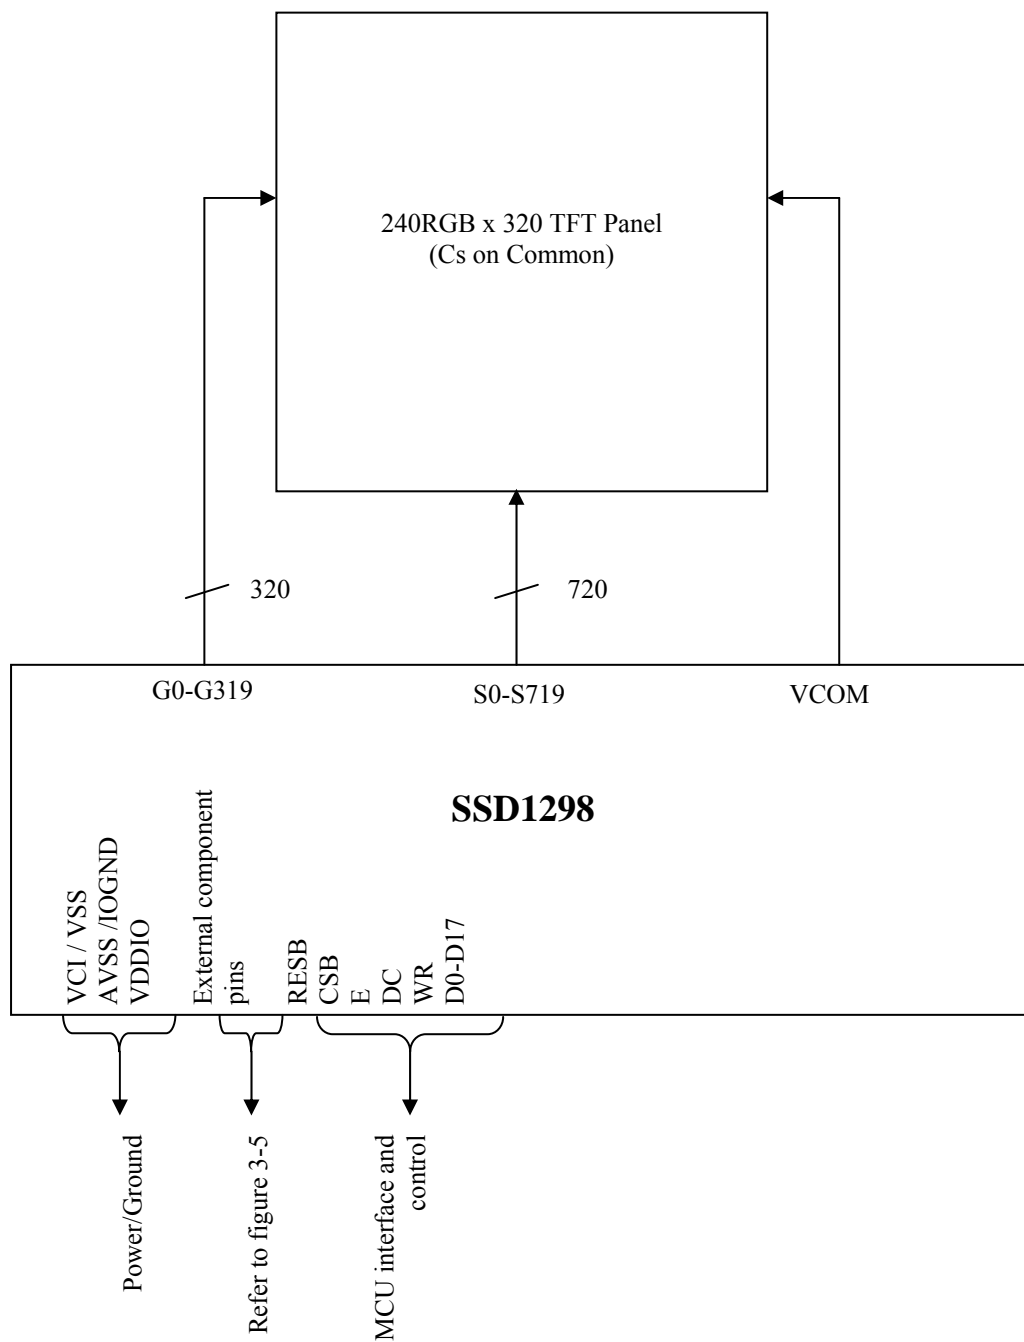 240RGB x 320 TFT Panel
(Cs on Common)
320
720
G0-G319
S0-S719
VCOM
SSD1298
VCI / VSS
AVSS /IOGND
VDDIO
External component
pins
RESB
CSB
E
DC
WR
D0-D17
Power/Ground
Refer to figure 3-5
MCU interface and
control